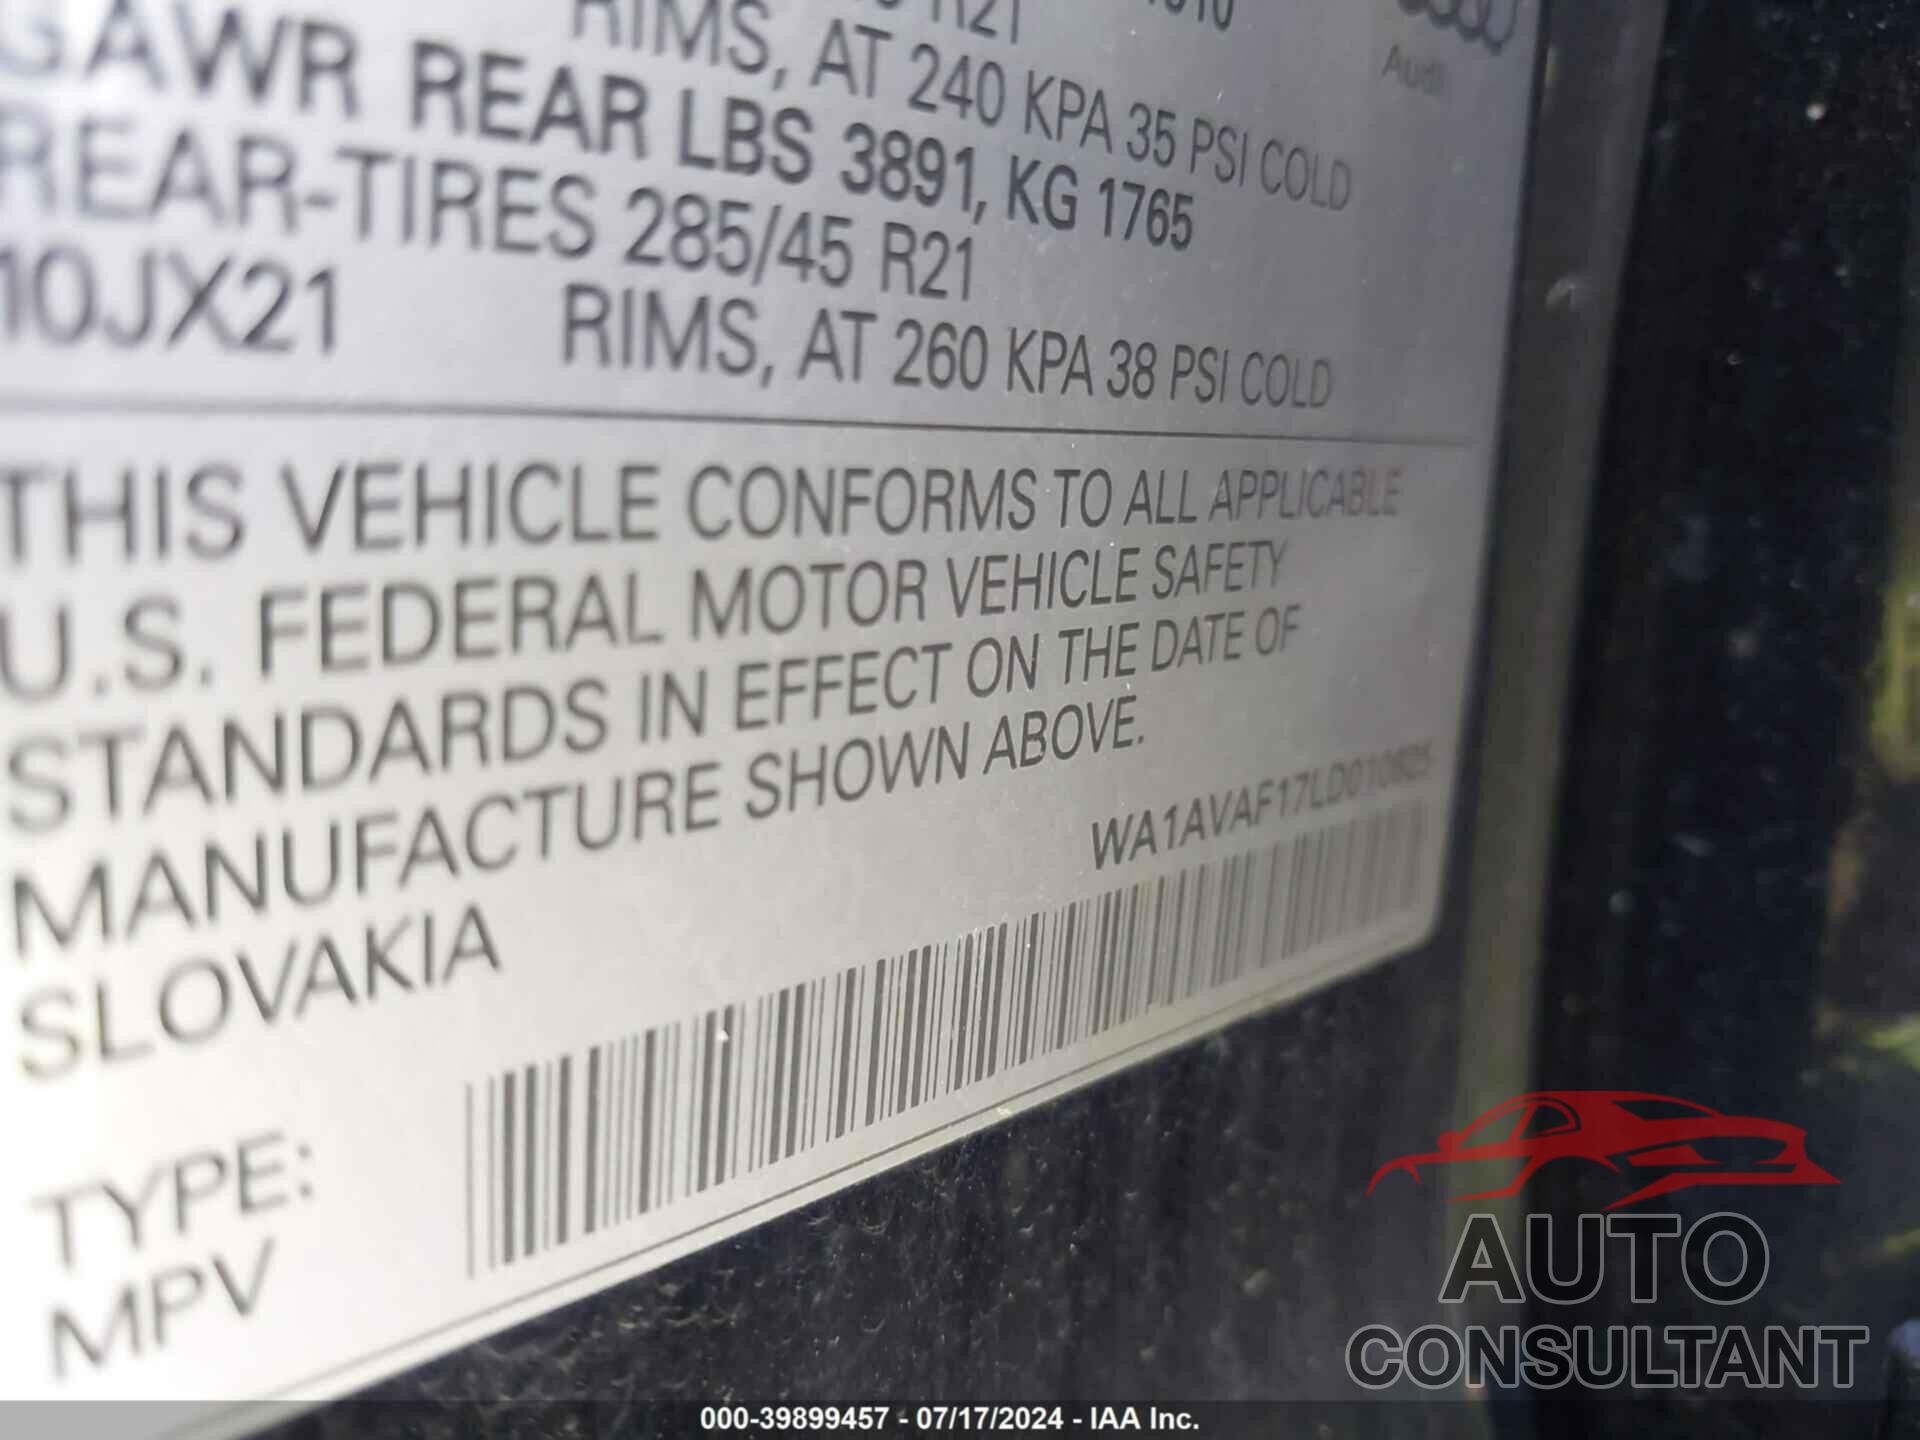 R21
RIMS, AT 240 KPA 35 PSI COLD
Audi
GAWR REAR LBS 3891, KG 1765
REAR-TIRES 285/45 R21
10JX21 RIMS, AT 260 KPA 38 PSI COLD
THIS VEHICLE CONFORMS TO ALL APPLICABLE
U.S. FEDERAL MOTOR VEHICLE SAFETY
STANDARDS IN EFFECT ON THE DATE OF
MANUFACTURE SHOWN ABOVE.
SLOVAKIA
TYPE:
MPV
AUTO
CONSULTANT
000-39899457 - 07/17/2024 - IAA Inc.